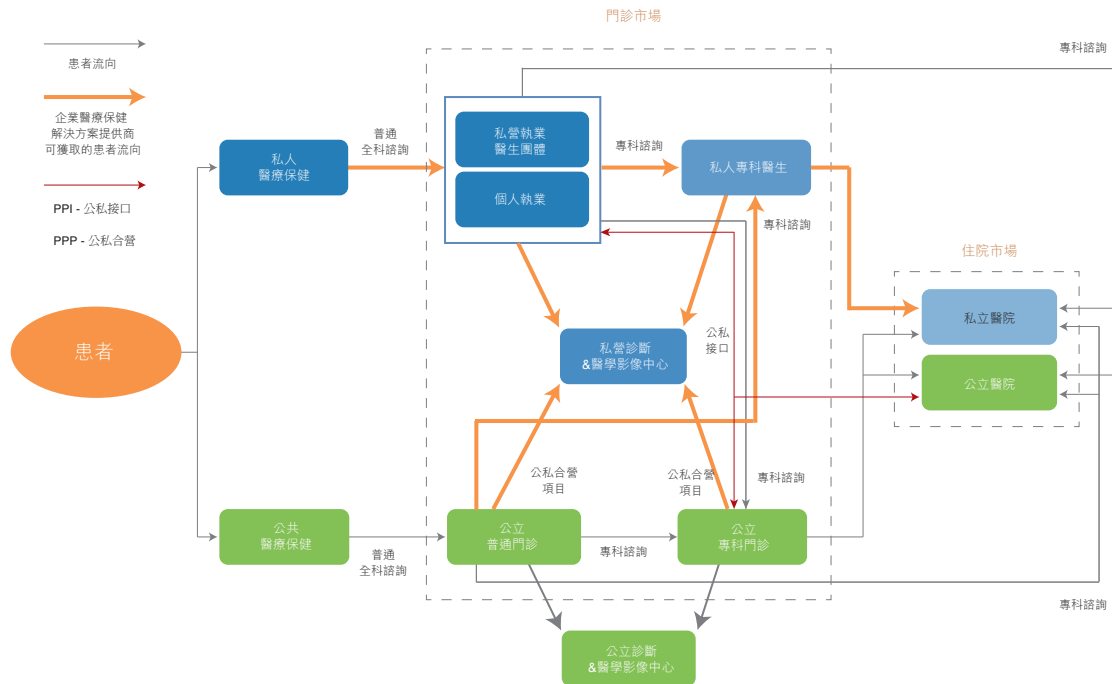 門診市場
專科諮詢
患者流向
企業醫療保健
解決方案提供商
可獲取的患者流向
PPI - 公私接口
PPP - 公私合營
患者
私人
醫療保健
普通
全科諮詢
私營執業
醫生團體
個人執業
專科諮詢
私人專科醫生
專科諮詢
住院市場
私立醫院
公立醫院
公私
接口
私營診斷
&醫學影像中心
公私合營
項目
公私合營
項目
專科諮詢
公共
醫療保健
普通
全科諮詢
公立
普通門診
專科諮詢
公立
專科門診
專科諮詢
公立診斷
&醫學影像中心